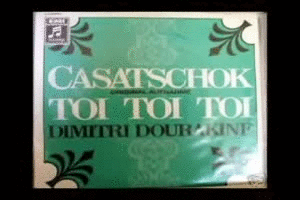 CASATSCHOK
ORIGINAL-AUFNAHME
TOI TOI TOI
DIMITRI DOURAKINE